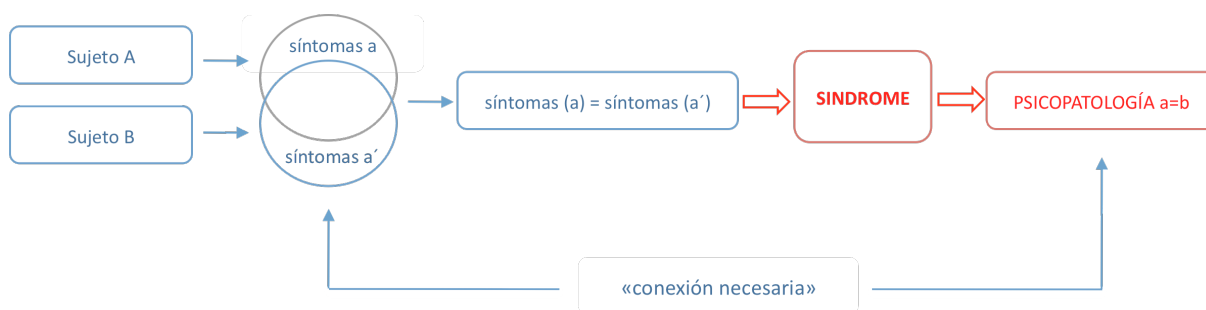 Sujeto A
síntomas a
síntomas (a) = síntomas (a´)
SINDROME
PSICOPATOLOGÍA a=b
Sujeto B
síntomas a´
«conexión necesaria»